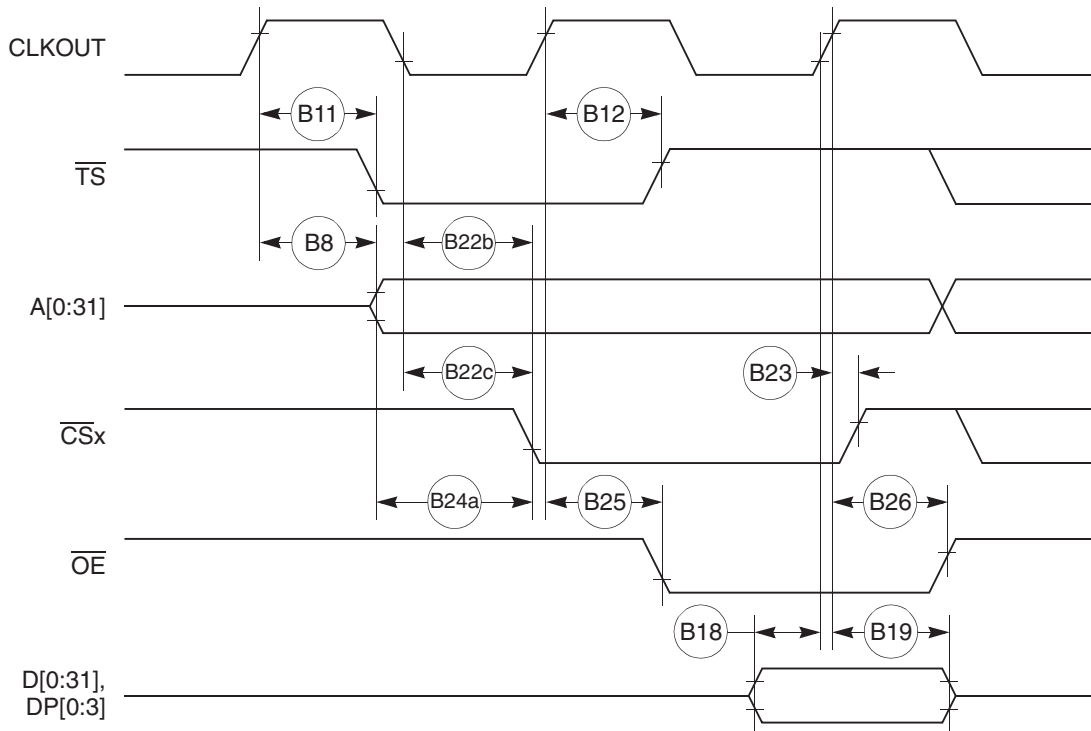 CLKOUT
B11
B12
TS
B8
B22b
A[0:31]
B22c
B23
CSx
B24a
B25
B26
OE
B18
B19
D[0:31],
DP[0:3]